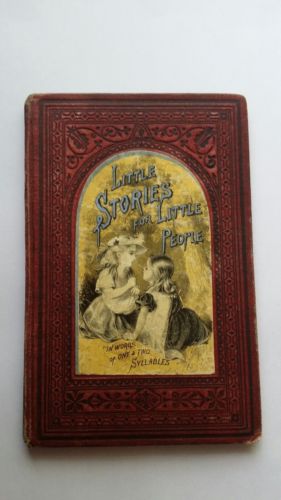 LITTLE
STORIES
FOR LITTLE
PEOPLE
"IN WORDS
of ONE & TWO
SYLLABLES